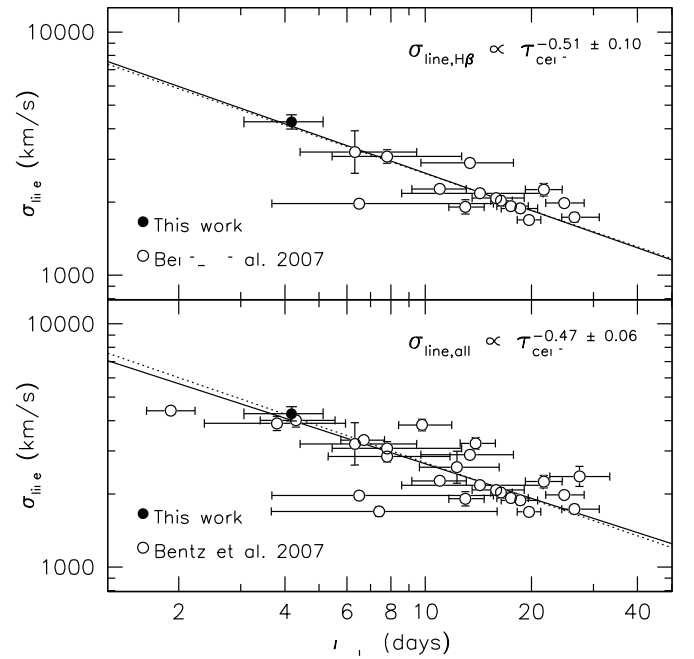 10000
σline,Hβ ∝ τ −0.51 ± 0.10
(km/s)
This work
al. 2007
1000
10000
σline,all ∝ τ −0.47 ± 0.06
(km/s)
This work
Bentz et al. 2007
1000
2 4 6 8 10 20 40
(days)